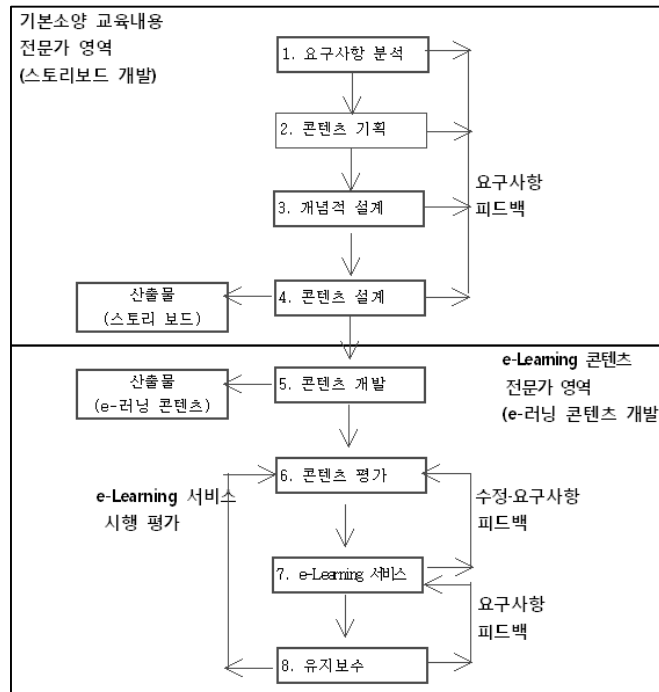 기본소양 교육내용
전문가 영역
(스토리보드 개발)
1. 요구사항 분석
2. 콘텐츠 기획
3. 개념적 설계
요구사항
피드백
4. 콘텐츠 설계
산출물
(스토리 보드)
e-Learning 콘텐츠
전문가 영역
(e-러닝 콘텐츠 개발
5. 콘텐츠 개발
산출물
(e-러닝 콘텐츠)
6. 콘텐츠 평가
e-Learning 서비스
시행 평가
수정-요구사항
피드백
7. e-Learning 서비스
요구사항
피드백
8. 유지보수